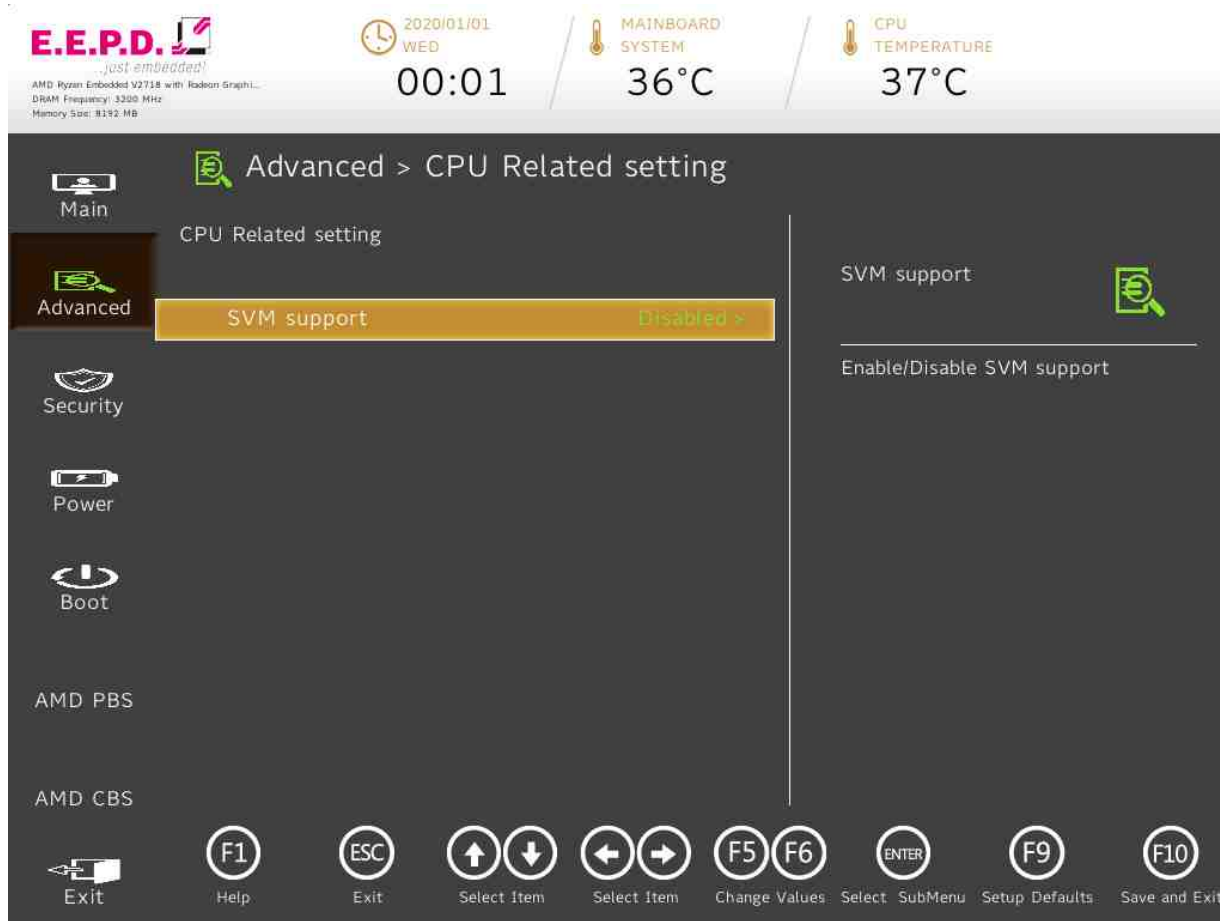 E.E.P.D.
...just embedded!
AMD Ryzen Embedded V2718 with Radeon Graphi...
DRAM Frequency: 3200 MHz
Memory Size: 8192 MB
2020/01/01
WED
00:01
MAINBOARD
SYSTEM
36°C
CPU
TEMPERATURE
37°C
Main
Advanced
Security
Power
Boot
AMD PBS
AMD CBS
Exit
Advanced > CPU Related setting
CPU Related setting
SVM support Disabled >
SVM support
Enable/Disable SVM support
F1
Help
ESC
Exit
Select Item
Select Item
F5 F6
Change Values
ENTER
Select SubMenu
F9
Setup Defaults
F10
Save and Exit